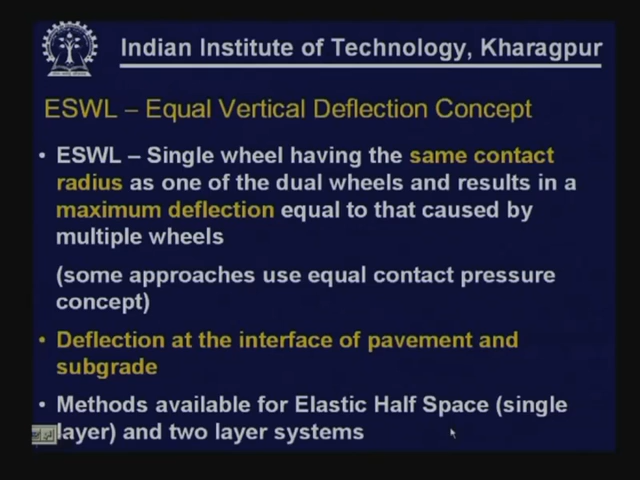 Indian Institute of Technology, Kharagpur
ESWL – Equal Vertical Deflection Concept
• ESWL – Single wheel having the same contact
radius as one of the dual wheels and results in a
maximum deflection equal to that caused by
multiple wheels
(some approaches use equal contact pressure
concept)
• Deflection at the interface of pavement and
subgrade
• Methods available for Elastic Half Space (single
layer) and two layer systems